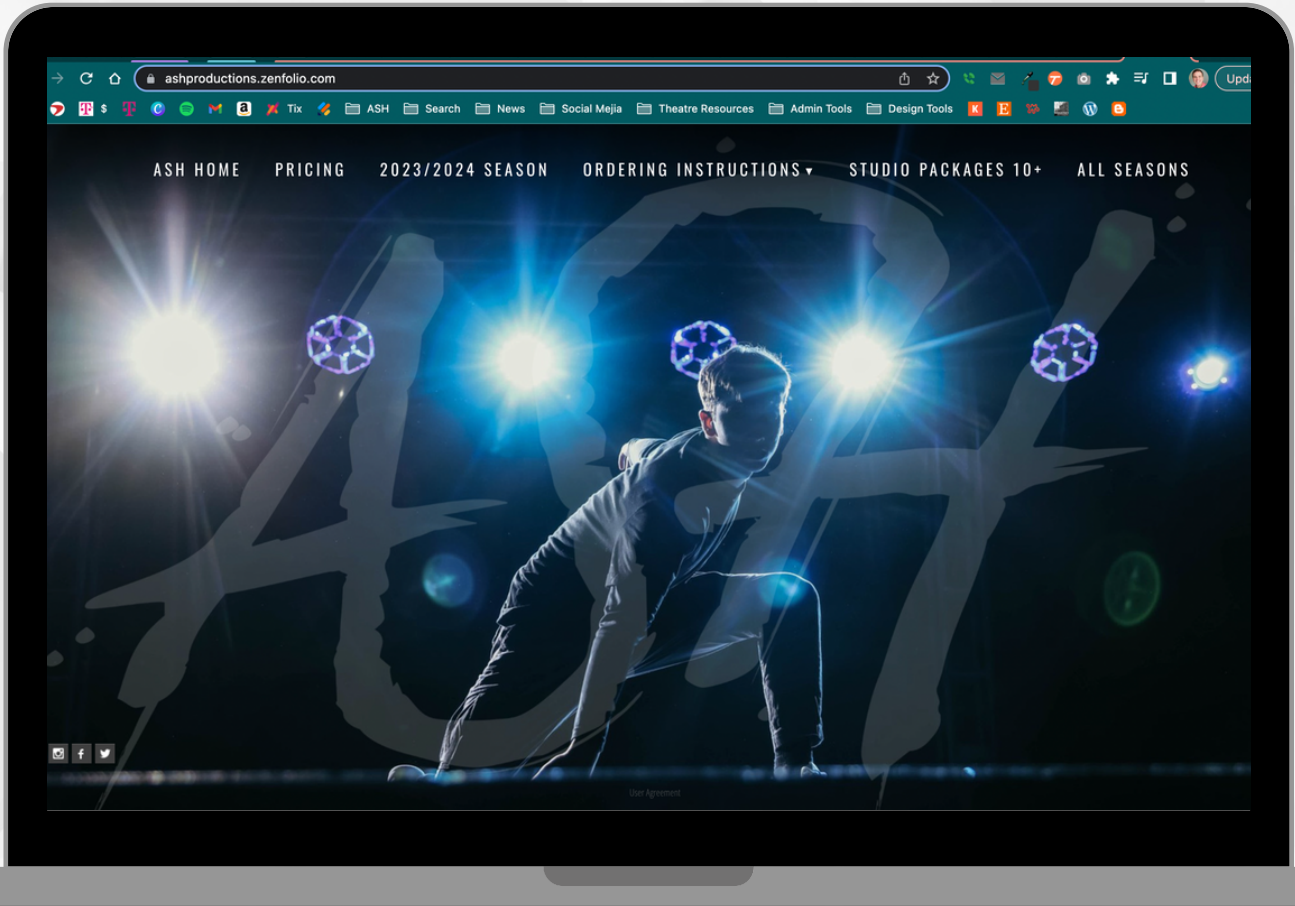 ashproductions.zenfolio.com
Upd
$ Tix ASH Search News Social Mejia Theatre Resources Admin Tools Design Tools
ASH HOME PRICING 2023/2024 SEASON ORDERING INSTRUCTIONS ▾ STUDIO PACKAGES 10+ ALL SEASONS
ASH
User Agreement